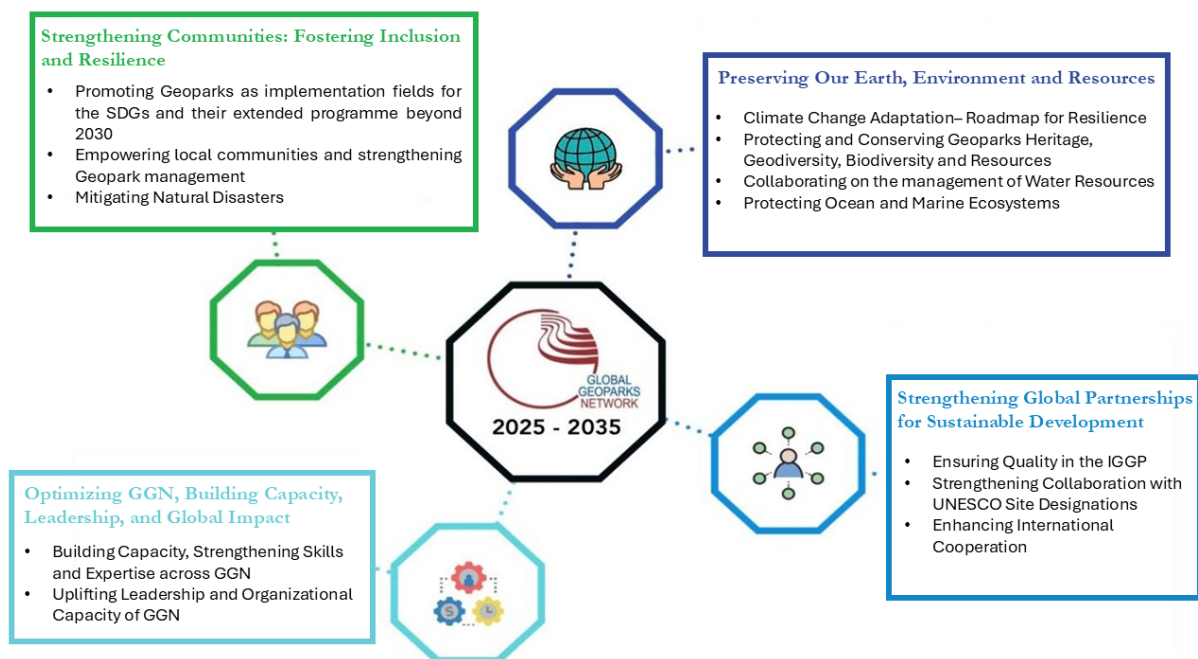 Strengthening Communities: Fostering Inclusion
and Resilience
• Promoting Geoparks as implementation fields for
the SDGs and their extended programme beyond
2030
• Empowering local communities and strengthening
Geopark management
• Mitigating Natural Disasters
Preserving Our Earth, Environment and Resources
• Climate Change Adaptation– Roadmap for Resilience
• Protecting and Conserving Geoparks Heritage,
Geodiversity, Biodiversity and Resources
• Collaborating on the management of Water Resources
• Protecting Ocean and Marine Ecosystems
GLOBAL
GEOPARKS
NETWORK
2025 - 2035
Strengthening Global Partnerships
for Sustainable Development
• Ensuring Quality in the IGGP
• Strengthening Collaboration with
UNESCO Site Designations
• Enhancing International
Cooperation
Optimizing GGN, Building Capacity,
Leadership, and Global Impact
• Building Capacity, Strengthening Skills
and Expertise across GGN
• Uplifting Leadership and Organizational
Capacity of GGN
S